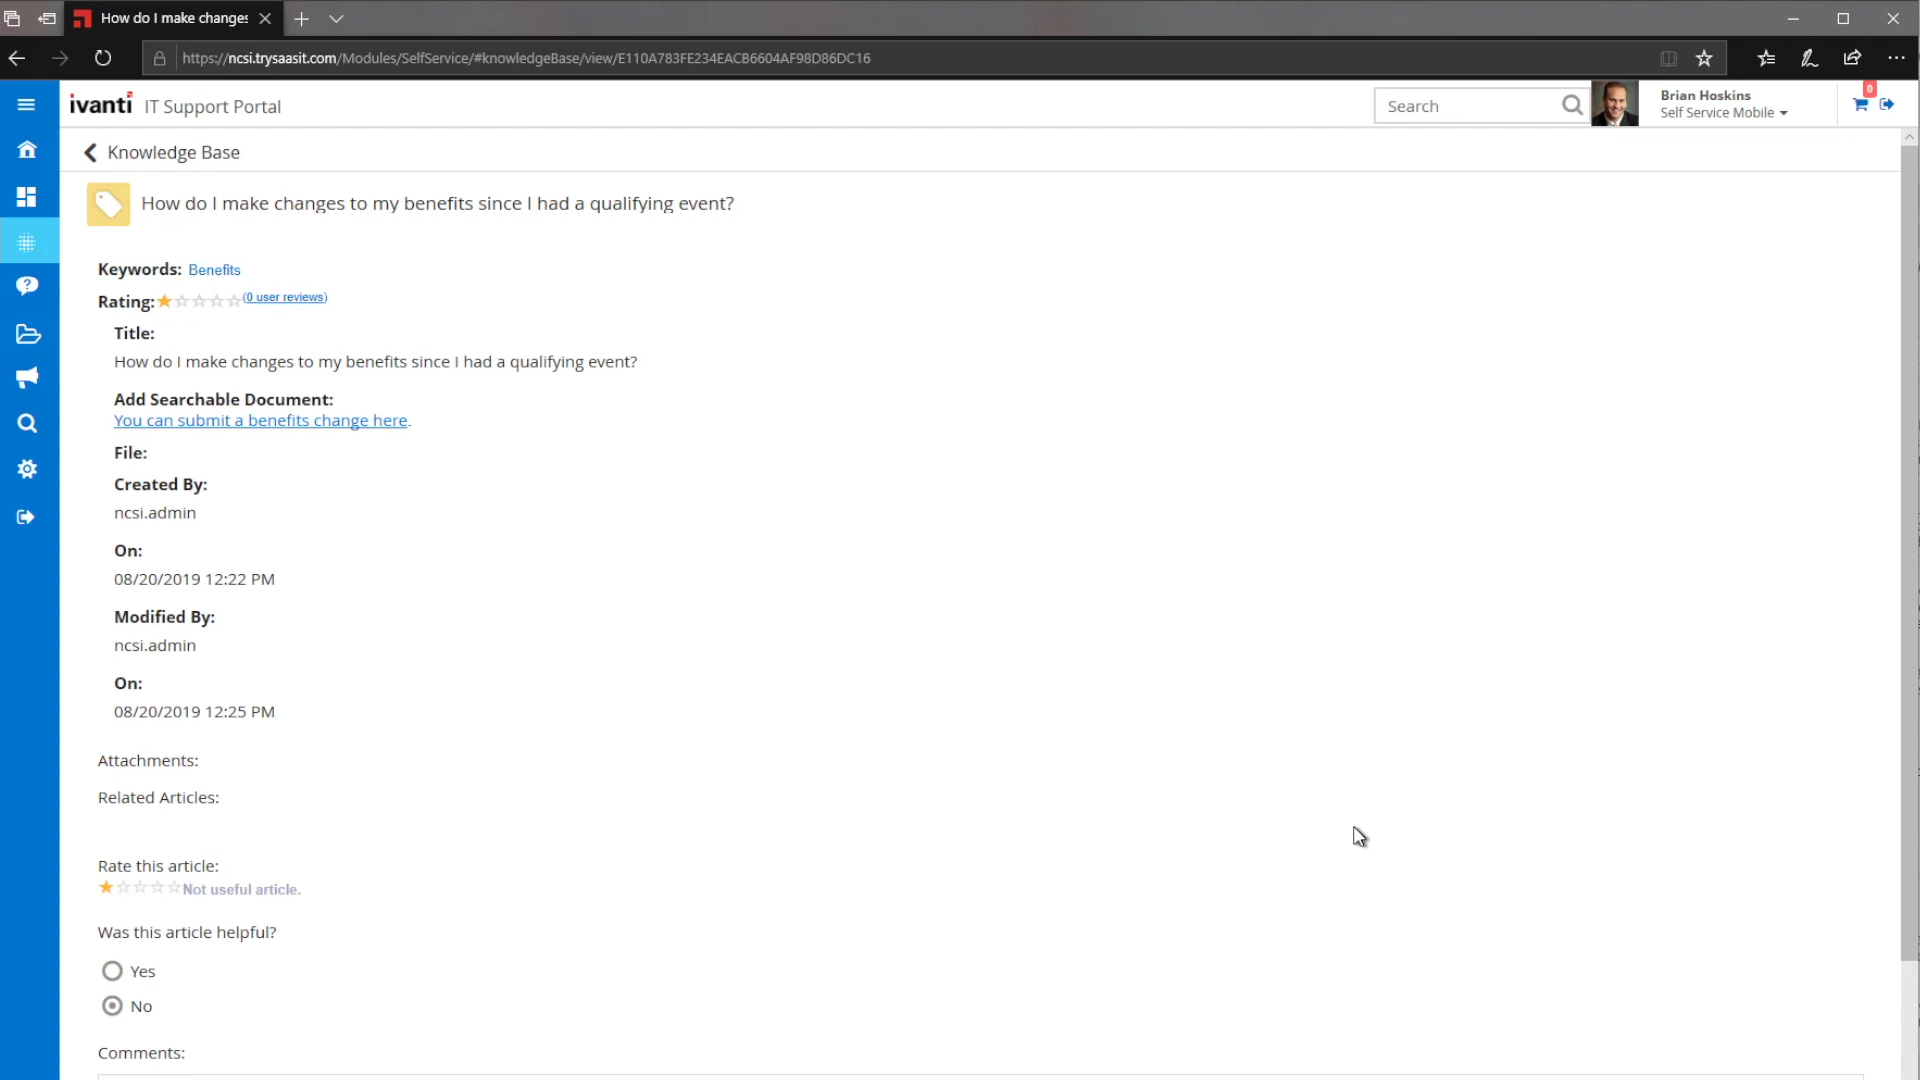 How do I make changes
https://ncsi.trysaasit.com/Modules/SelfService/#knowledgeBase/view/E110A783FE234EACB6604AF98D86DC16
ivanti IT Support Portal
Search
Brian Hoskins
Self Service Mobile
0
Knowledge Base
How do I make changes to my benefits since I had a qualifying event?
Keywords: Benefits
Rating: (0 user reviews)
Title:
How do I make changes to my benefits since I had a qualifying event?
Add Searchable Document:
You can submit a benefits change here.
File:
Created By:
ncsi.admin
On:
08/20/2019 12:22 PM
Modified By:
ncsi.admin
On:
08/20/2019 12:25 PM
Attachments:
Related Articles:
Rate this article:
Not useful article.
Was this article helpful?
Yes
No
Comments: